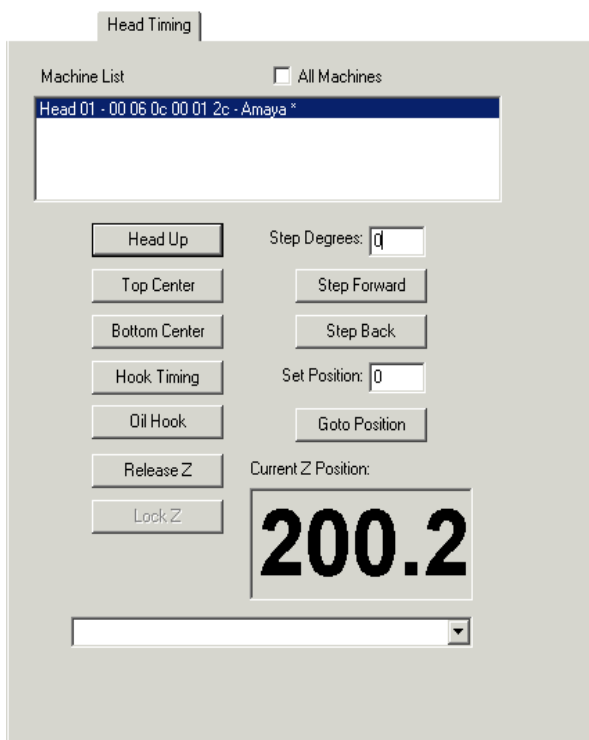 Head Timing
Machine List
All Machines
Head 01 - 00 06 0c 00 01 2c - Amaya *
Head Up
Step Degrees: 0
Top Center
Step Forward
Bottom Center
Step Back
Hook Timing
Set Position: 0
Oil Hook
Goto Position
Release Z
Current Z Position:
Lock Z
200.2